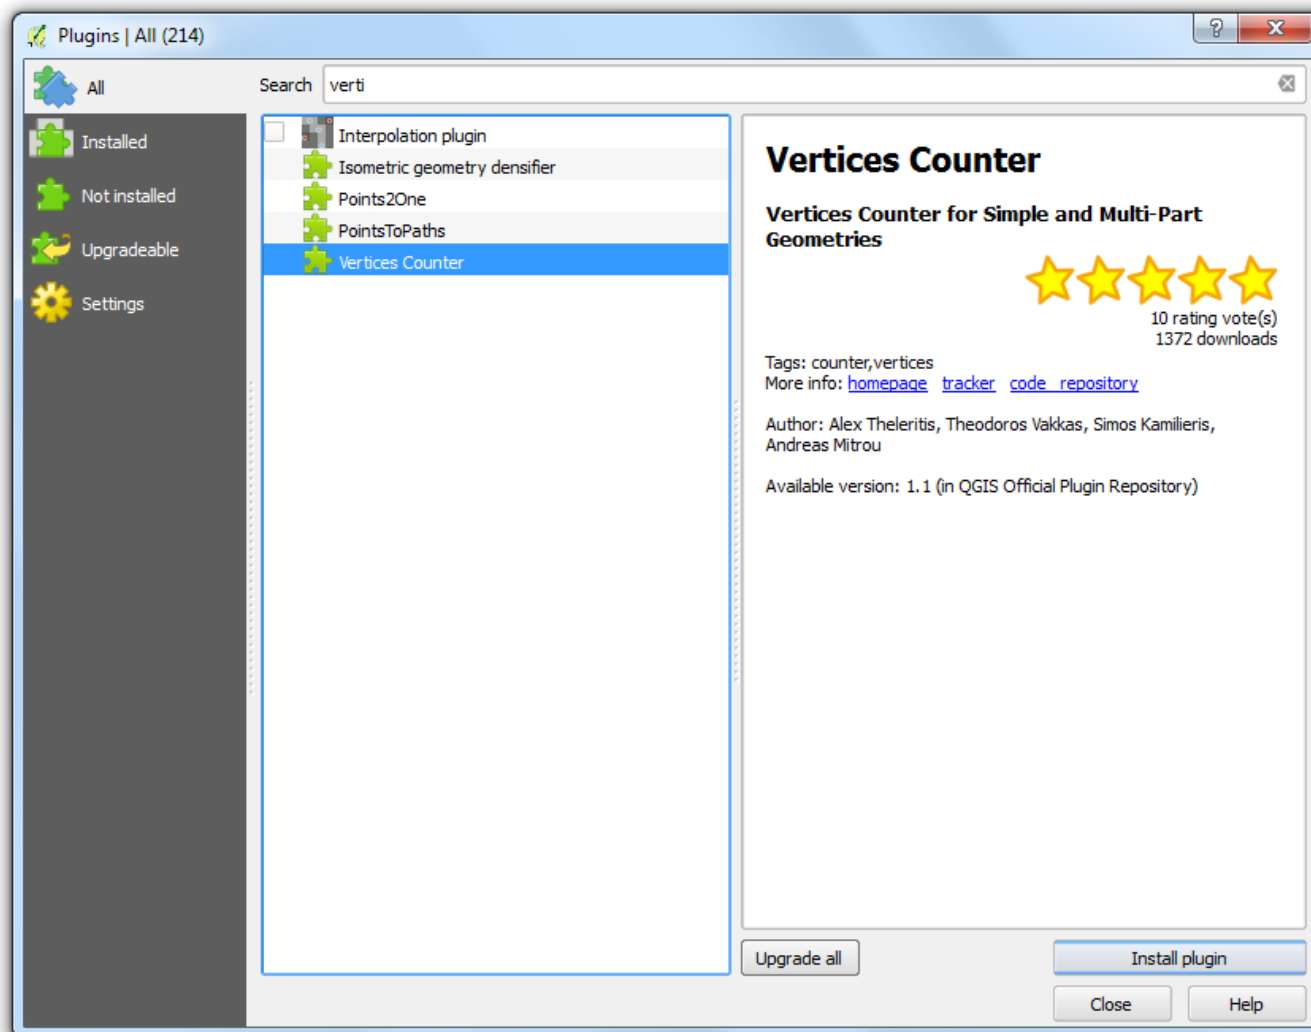 Plugins | All (214)
All
Installed
Not installed
Upgradeable
Settings
Search verti
Interpolation plugin
Isometric geometry densifier
Points2One
PointsToPaths
Vertices Counter
Vertices Counter
Vertices Counter for Simple and Multi-Part
Geometries
10 rating vote(s)
1372 downloads
Tags: counter,vertices
More info: homepage tracker code_repository
Author: Alex Theleritis, Theodoros Vakkas, Simos Kamilieris,
Andreas Mitrou
Available version: 1.1 (in QGIS Official Plugin Repository)
Upgrade all
Install plugin
Close
Help